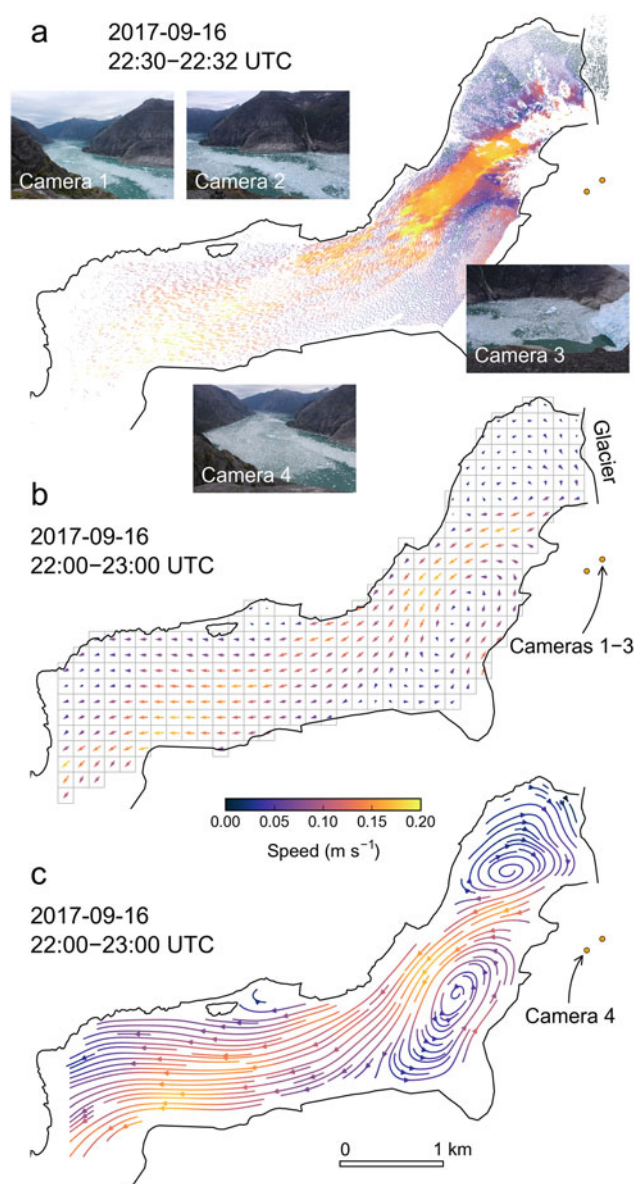 a
2017-09-16
22:30−22:32 UTC
Camera 1
Camera 2
Camera 3
Camera 4
b
2017-09-16
22:00−23:00 UTC
Glacier
Cameras 1−3
0.00 0.05 0.10 0.15 0.20
Speed (m s⁻¹)
c
2017-09-16
22:00−23:00 UTC
Camera 4
0 1 km